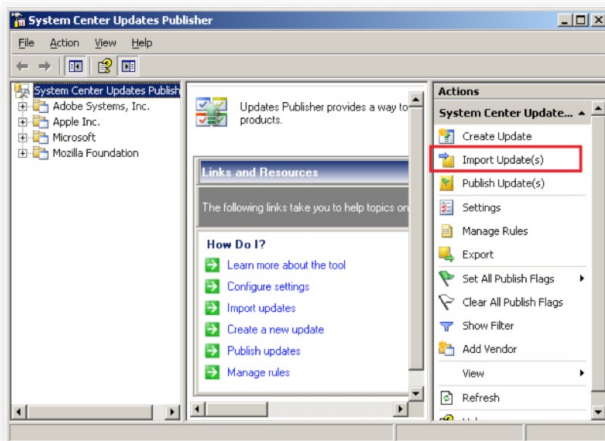 System Center Updates Publisher
File Action View Help
System Center Updates Publish
Adobe Systems, Inc.
Apple Inc.
Microsoft
Mozilla Foundation
Updates Publisher provides a way to
products.
Links and Resources
The following links take you to help topics on
How Do I?
Learn more about the tool
Configure settings
Import updates
Create a new update
Publish updates
Manage rules
Actions
System Center Update...
Create Update
Import Update(s)
Publish Update(s)
Settings
Manage Rules
Export
Set All Publish Flags
Clear All Publish Flags
Show Filter
Add Vendor
View
Refresh